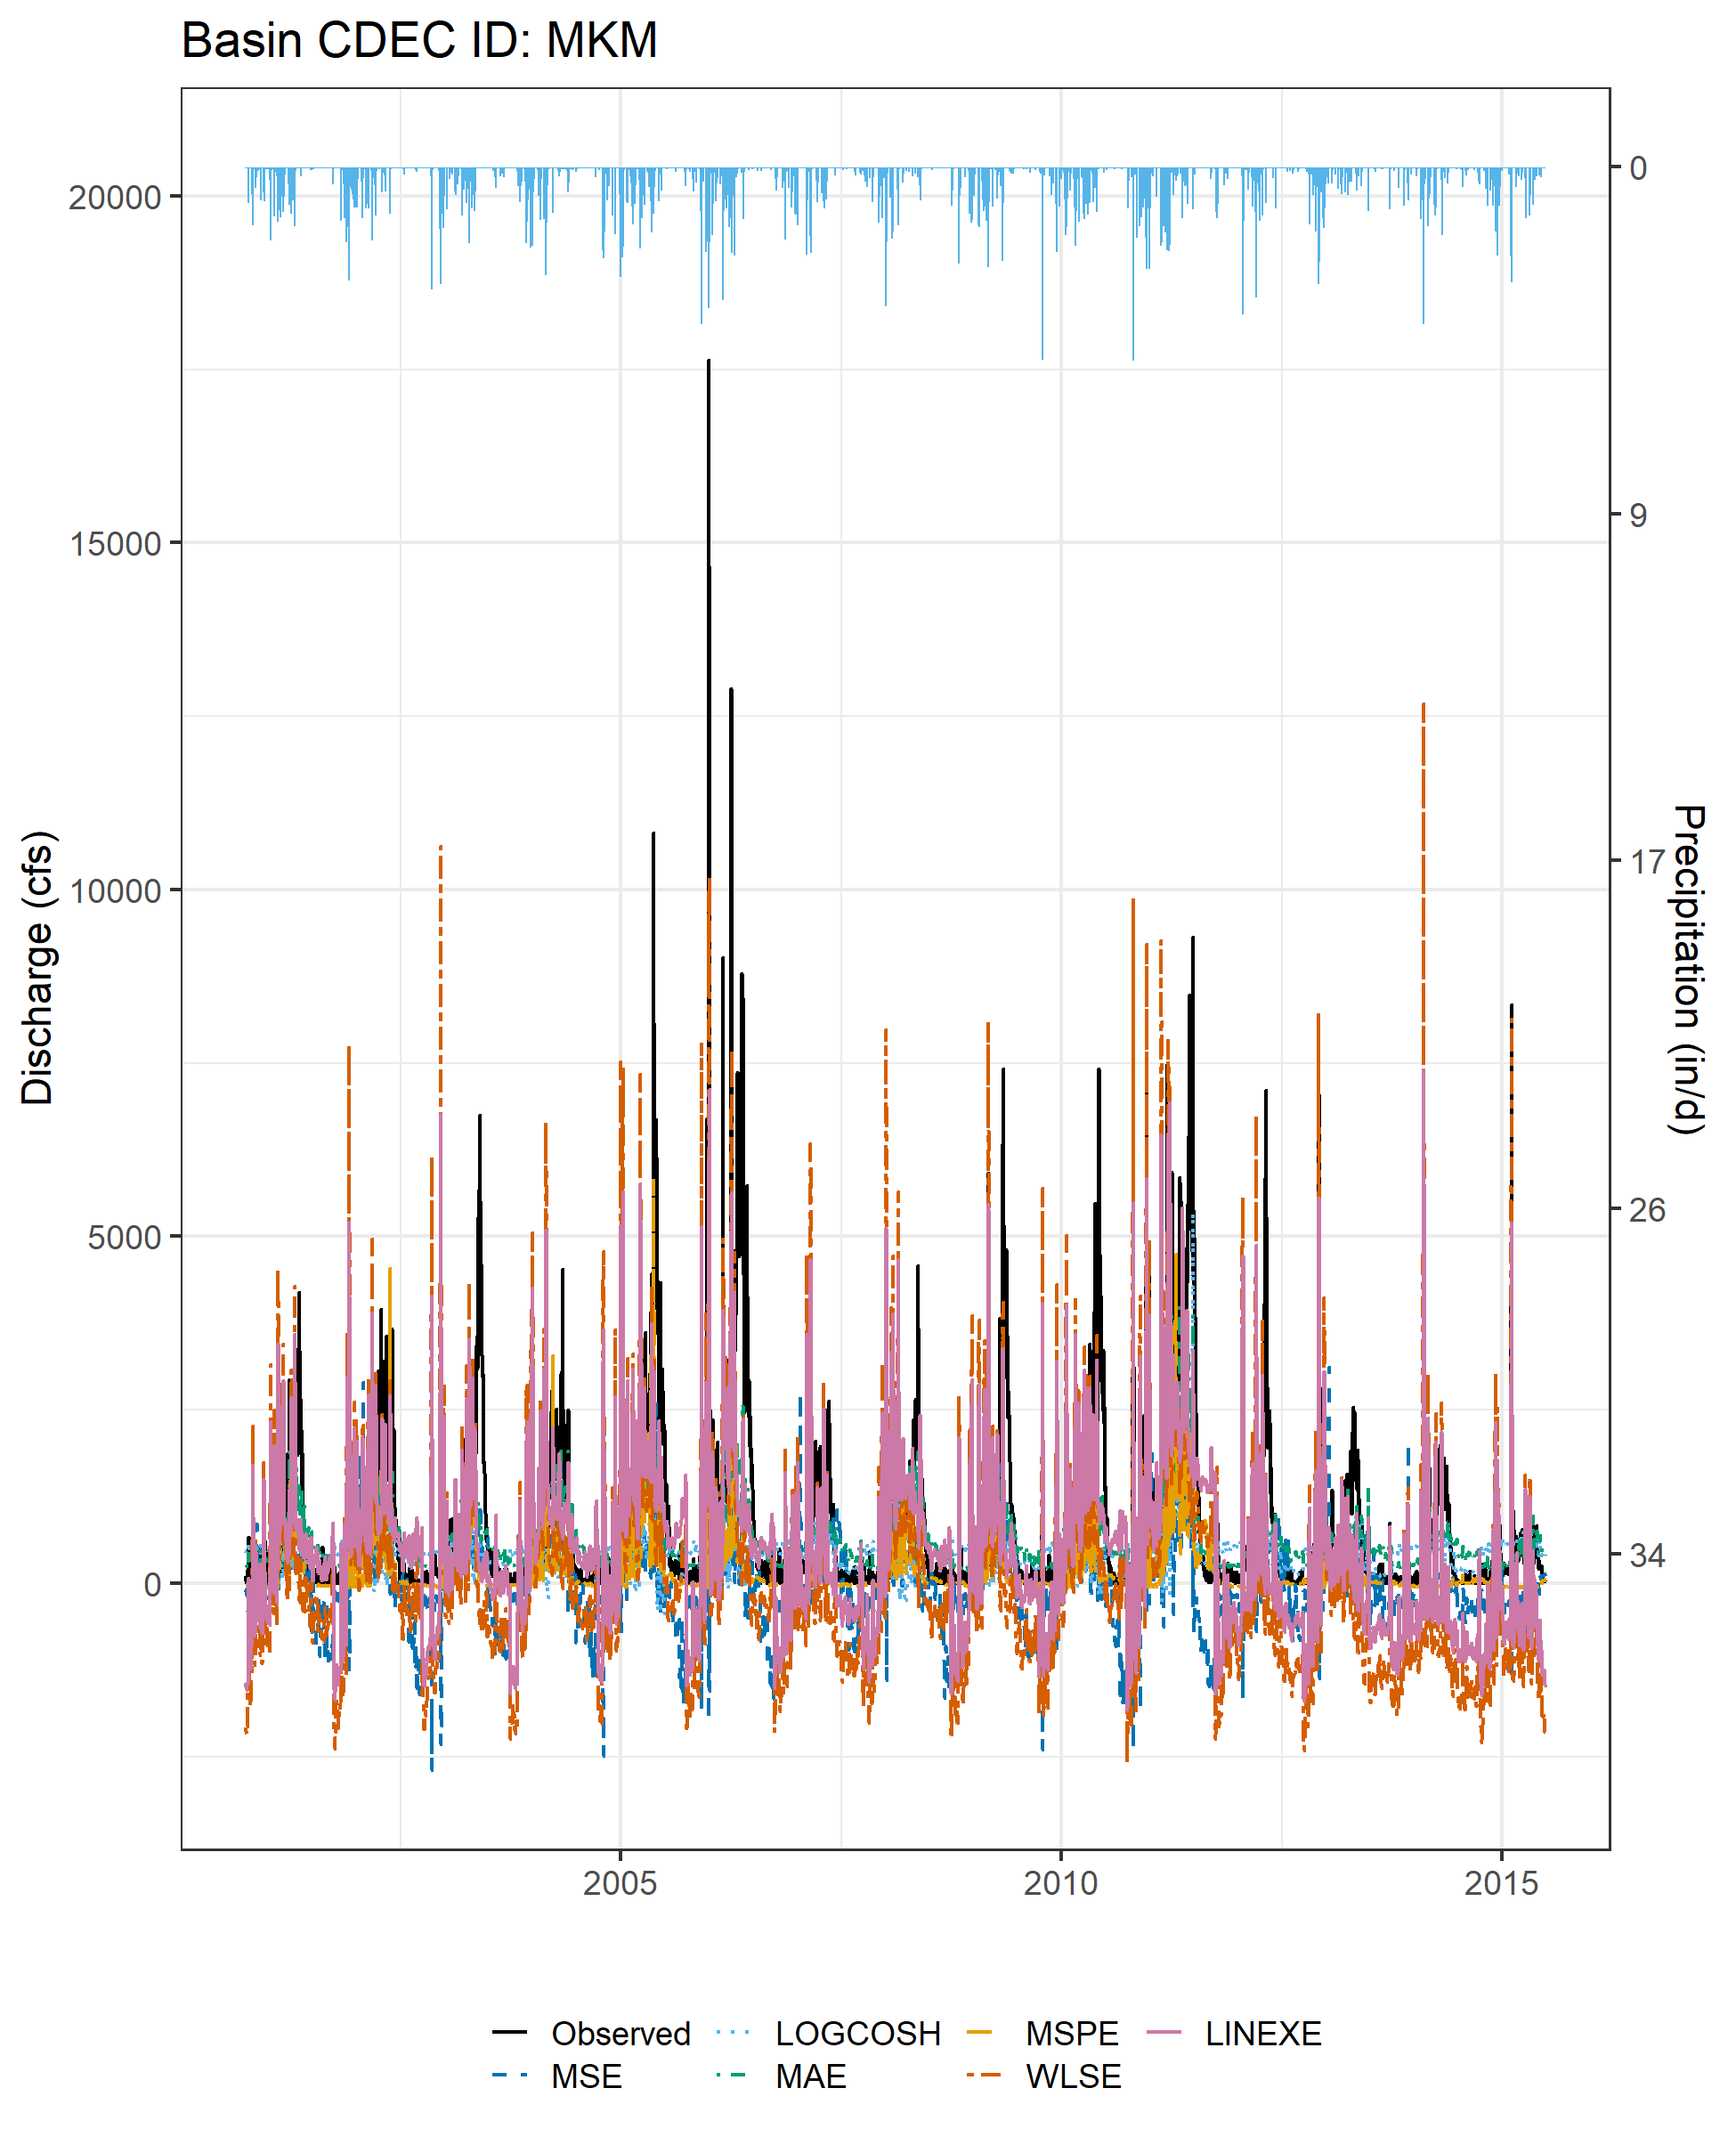 Basin CDEC ID: MKM
20000
15000
10000
5000
0
Discharge (cfs)
0
9
17
26
34
Precipitation (in/d)
2005 2010 2015
Observed LOGCOSH MSPE LINEXE
MSE MAE WLSE